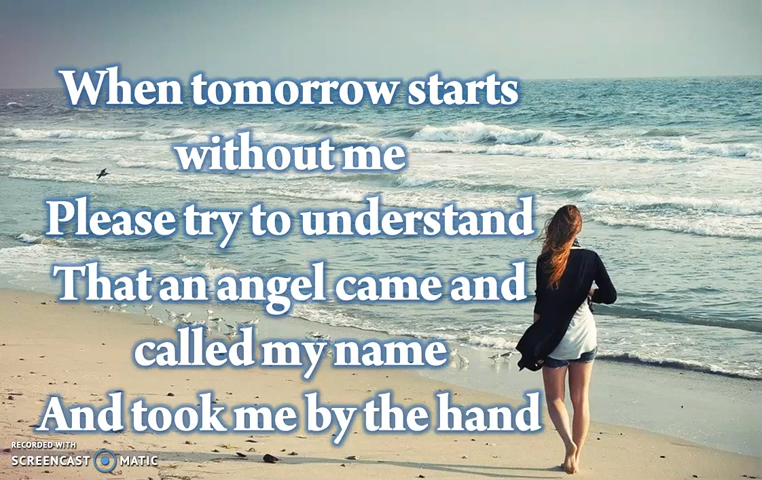 When tomorrow starts
without me
Please try to understand
That an angel came and
called my name
And took me by the hand
RECORDED WITH
SCREENCAST MATIC